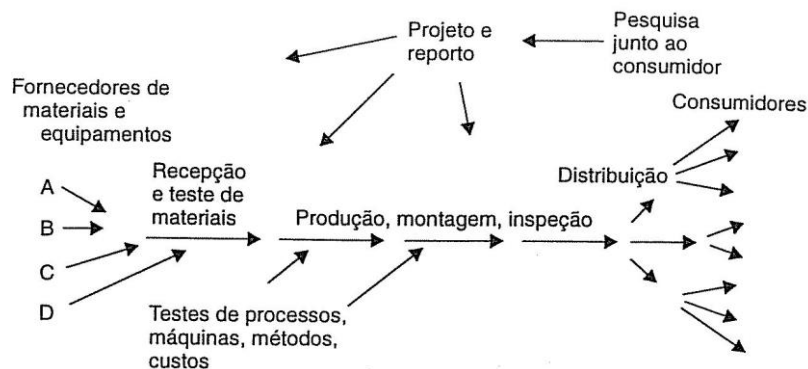 Projeto e
reporto
Pesquisa
junto ao
consumidor
Fornecedores de
materiais e
equipamentos
Consumidores
A
B
C
D
Recepção
e teste de
materiais
Produção, montagem, inspeção
Distribuição
Testes de processos,
máquinas, métodos,
custos